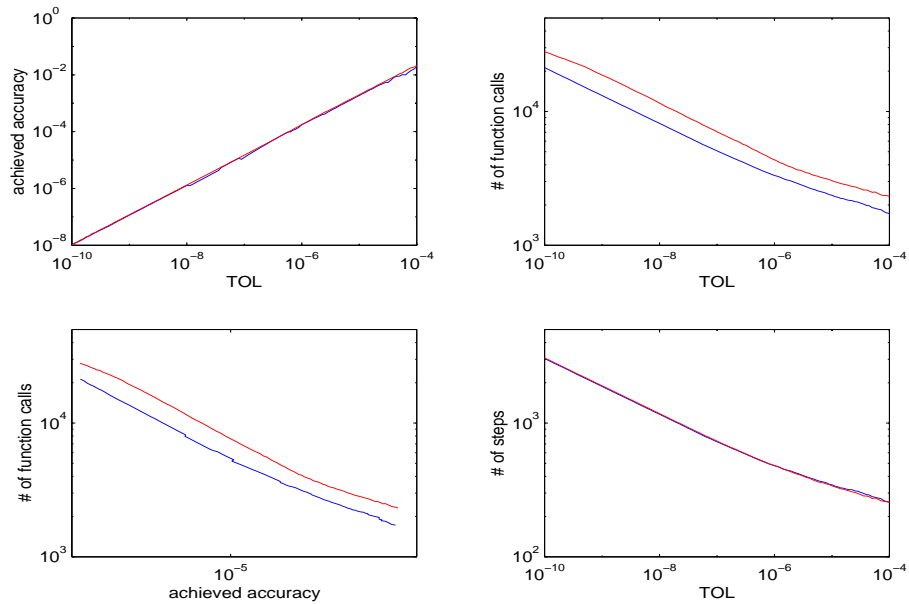 10^0
10^-2
10^-4
10^-6
10^-8
achieved accuracy
10^-10 10^-8 10^-6 10^-4
TOL
10^4
10^3
# of function calls
10^-10 10^-8 10^-6 10^-4
TOL
10^4
10^3
# of function calls
10^-5
achieved accuracy
10^3
10^2
# of steps
10^-10 10^-8 10^-6 10^-4
TOL